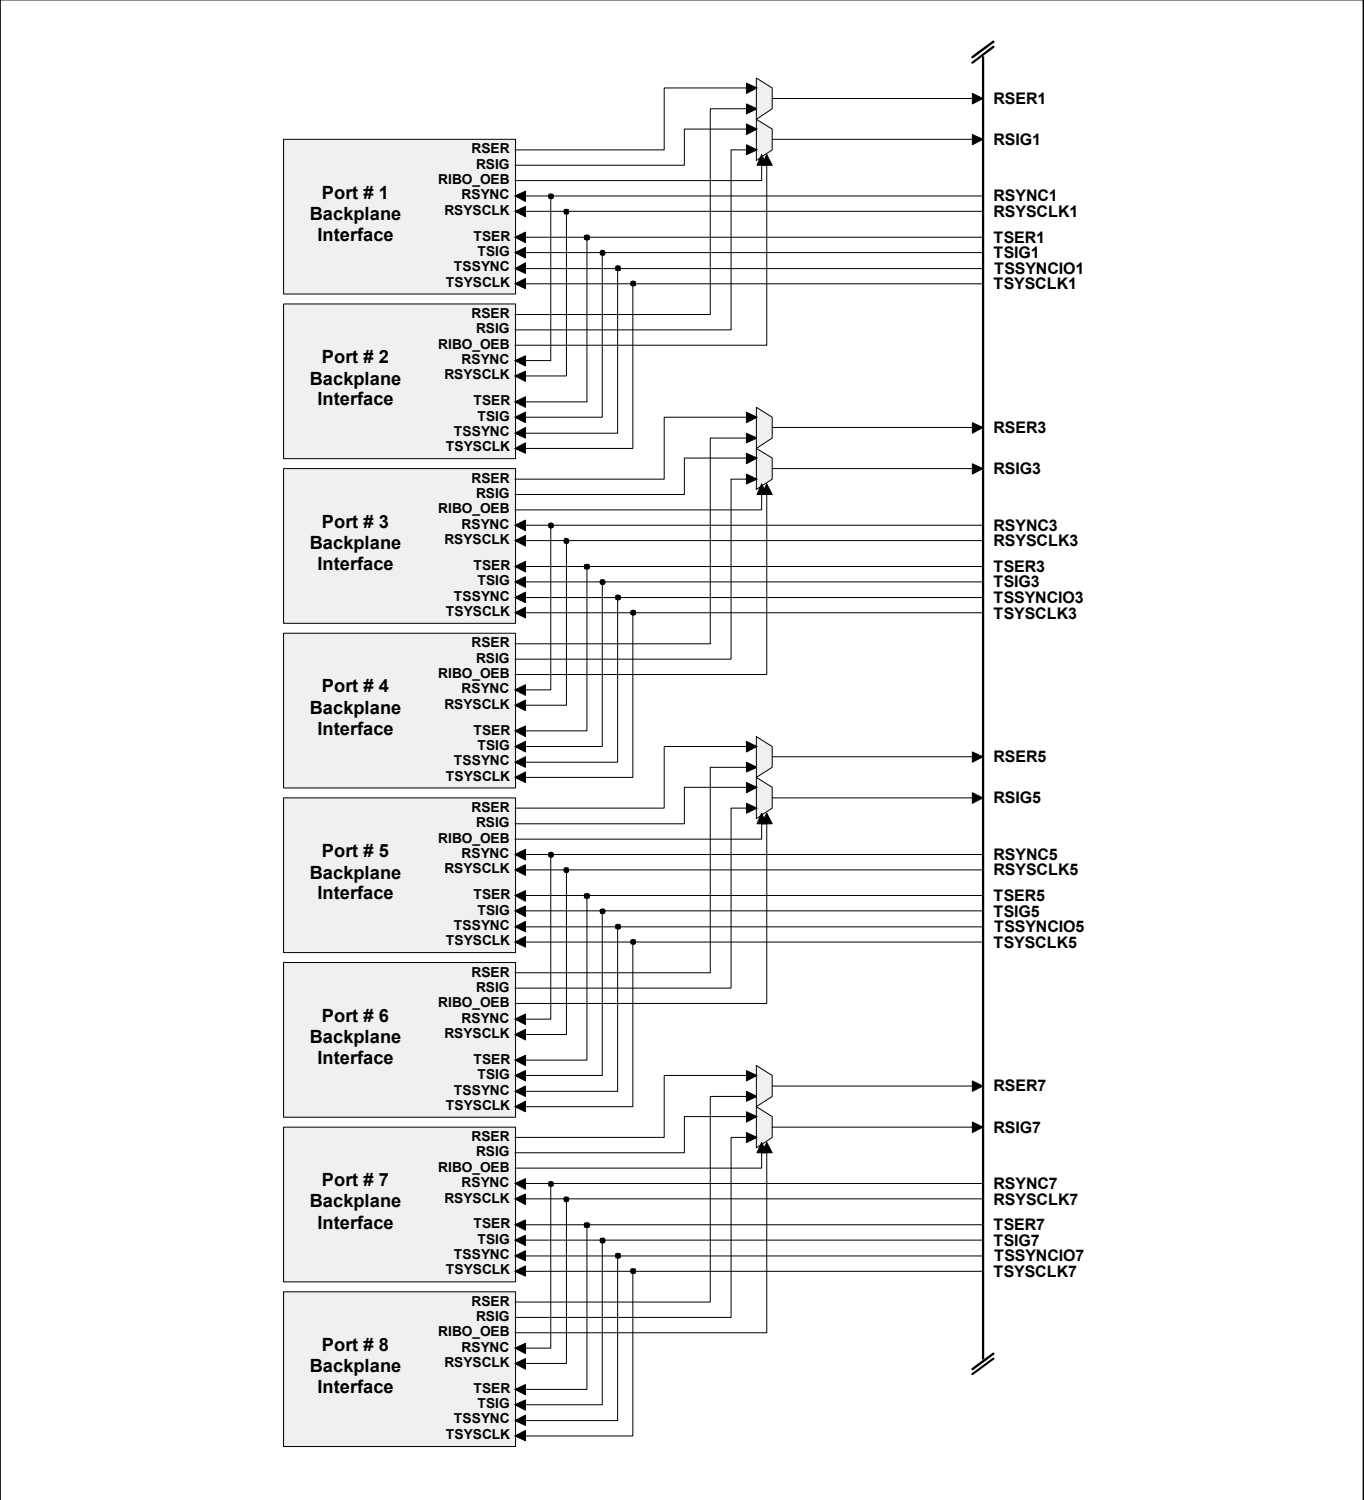 RSER1
RSIG1
RSER
RSIG
RIBO_OEB
RSYNC
RSYSCLK
TSER
TSIG
TSSYNC
TSYSCLK
Port # 1
Backplane
Interface
RSYNC1
RSYSCLK1
TSER1
TSIG1
TSSYNCIO1
TSYSCLK1
RSER
RSIG
RIBO_OEB
RSYNC
RSYSCLK
TSER
TSIG
TSSYNC
TSYSCLK
Port # 2
Backplane
Interface
RSER3
RSIG3
RSER
RSIG
RIBO_OEB
RSYNC
RSYSCLK
TSER
TSIG
TSSYNC
TSYSCLK
Port # 3
Backplane
Interface
RSYNC3
RSYSCLK3
TSER3
TSIG3
TSSYNCIO3
TSYSCLK3
RSER
RSIG
RIBO_OEB
RSYNC
RSYSCLK
TSER
TSIG
TSSYNC
TSYSCLK
Port # 4
Backplane
Interface
RSER5
RSIG5
RSER
RSIG
RIBO_OEB
RSYNC
RSYSCLK
TSER
TSIG
TSSYNC
TSYSCLK
Port # 5
Backplane
Interface
RSYNC5
RSYSCLK5
TSER5
TSIG5
TSSYNCIO5
TSYSCLK5
RSER
RSIG
RIBO_OEB
RSYNC
RSYSCLK
TSER
TSIG
TSSYNC
TSYSCLK
Port # 6
Backplane
Interface
RSER7
RSIG7
RSER
RSIG
RIBO_OEB
RSYNC
RSYSCLK
TSER
TSIG
TSSYNC
TSYSCLK
Port # 7
Backplane
Interface
RSYNC7
RSYSCLK7
TSER7
TSIG7
TSSYNCIO7
TSYSCLK7
RSER
RSIG
RIBO_OEB
RSYNC
RSYSCLK
TSER
TSIG
TSSYNC
TSYSCLK
Port # 8
Backplane
Interface